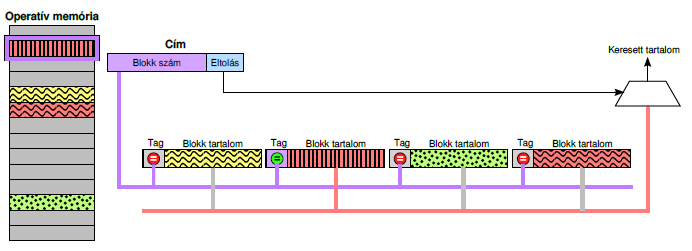 Operatív memória
Cím
Blokk szám Eltolás
Keresett tartalom
Tag Blokk tartalom Tag Blokk tartalom Tag Blokk tartalom Tag Blokk tartalom
= = = =